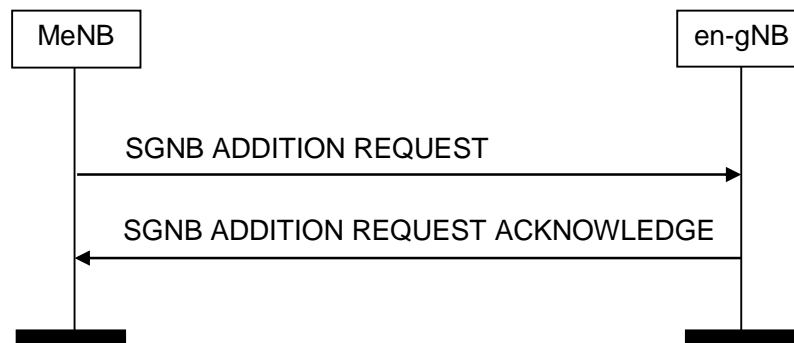 MeNB
en-gNB
SGNB ADDITION REQUEST
SGNB ADDITION REQUEST ACKNOWLEDGE